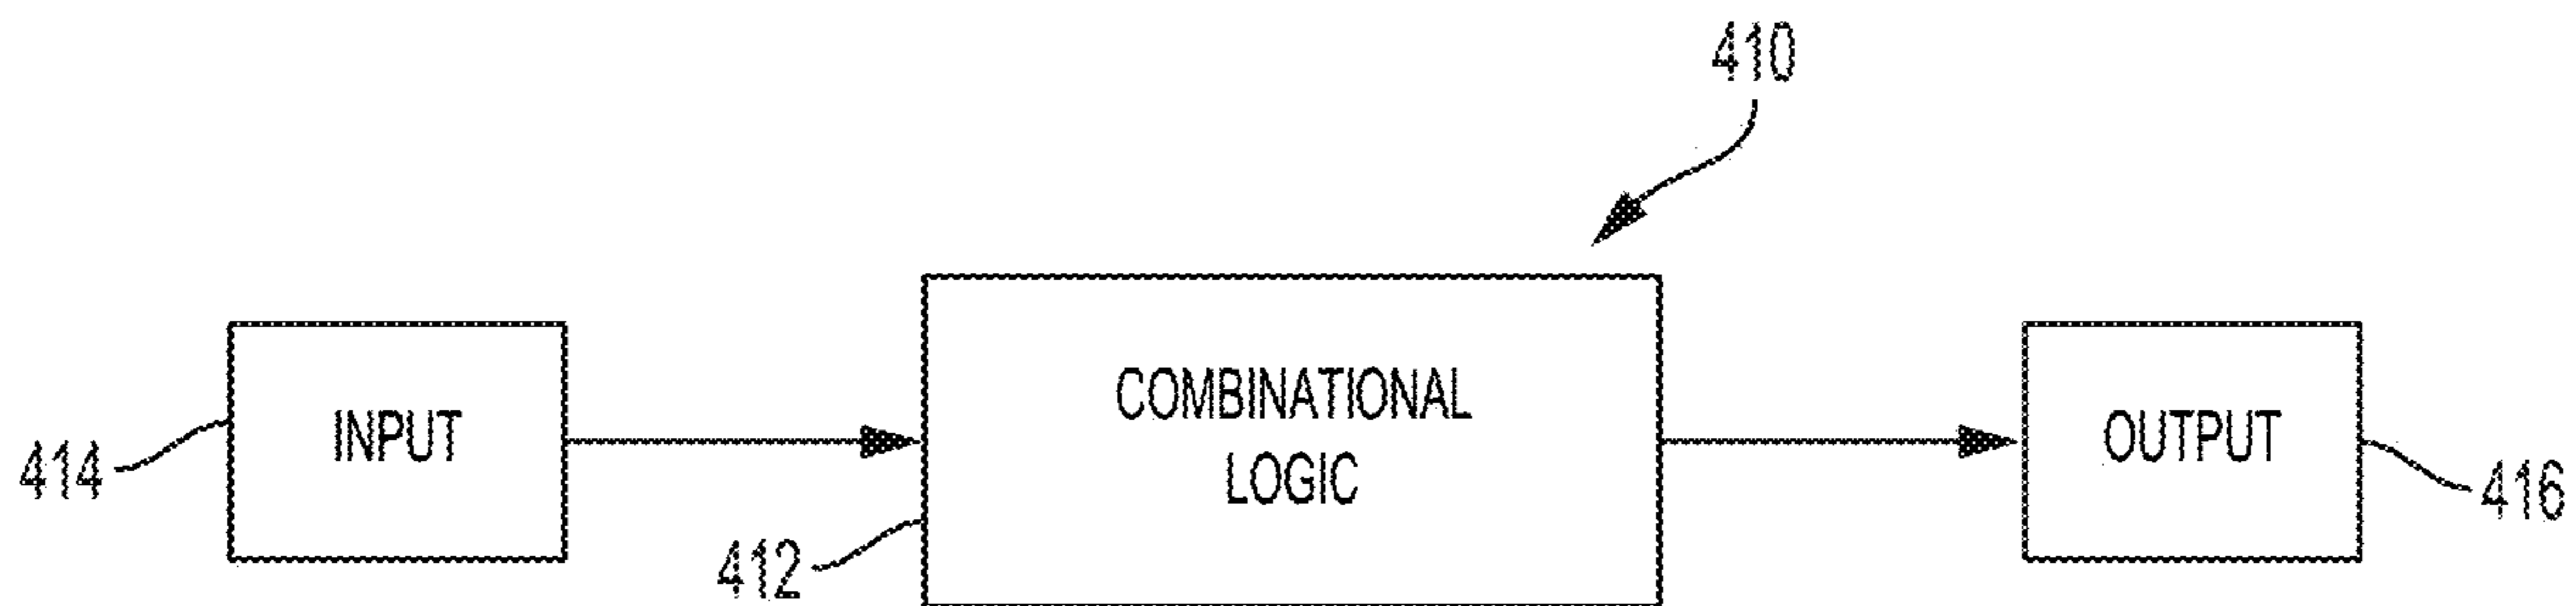 410
INPUT
COMBINATIONAL
LOGIC
OUTPUT
414
412
416